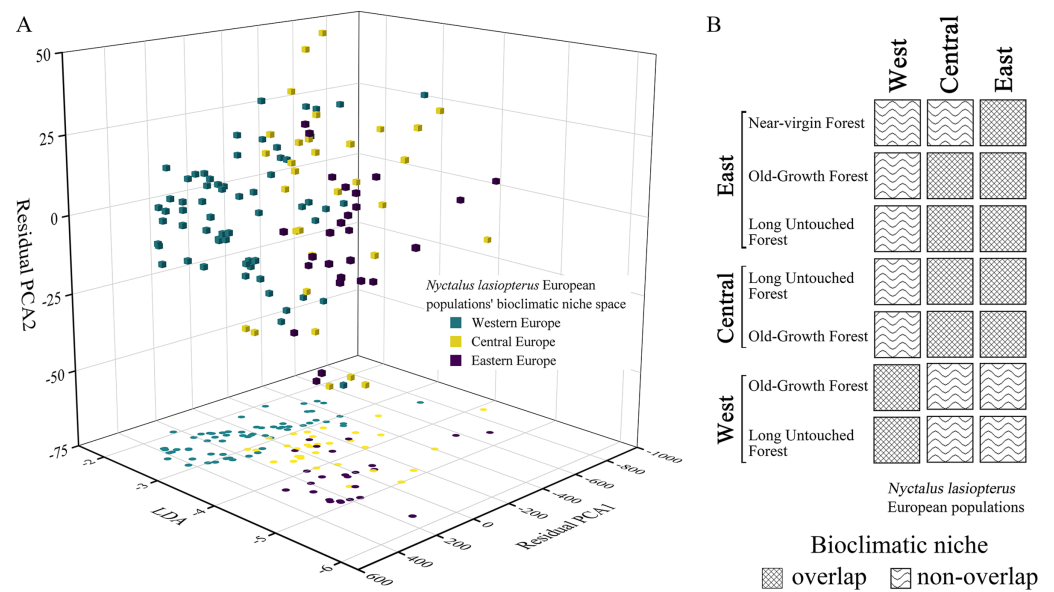 A
50
25
0
-25
-50
-75
Residual PCA2
-2
-3
-4
-5
-6
LDA
600
400
200
0
-200
-400
-600
-800
-1000
Residual PCA1
Nyctalus lasiopterus European
populations' bioclimatic niche space
Western Europe
Central Europe
Eastern Europe
B
West
Central
East
East
Near-virgin Forest
Old-Growth Forest
Long Untouched
Forest
Central
Long Untouched
Forest
Old-Growth Forest
West
Old-Growth Forest
Long Untouched
Forest
Nyctalus lasiopterus
European populations
Bioclimatic niche
overlap
non-overlap